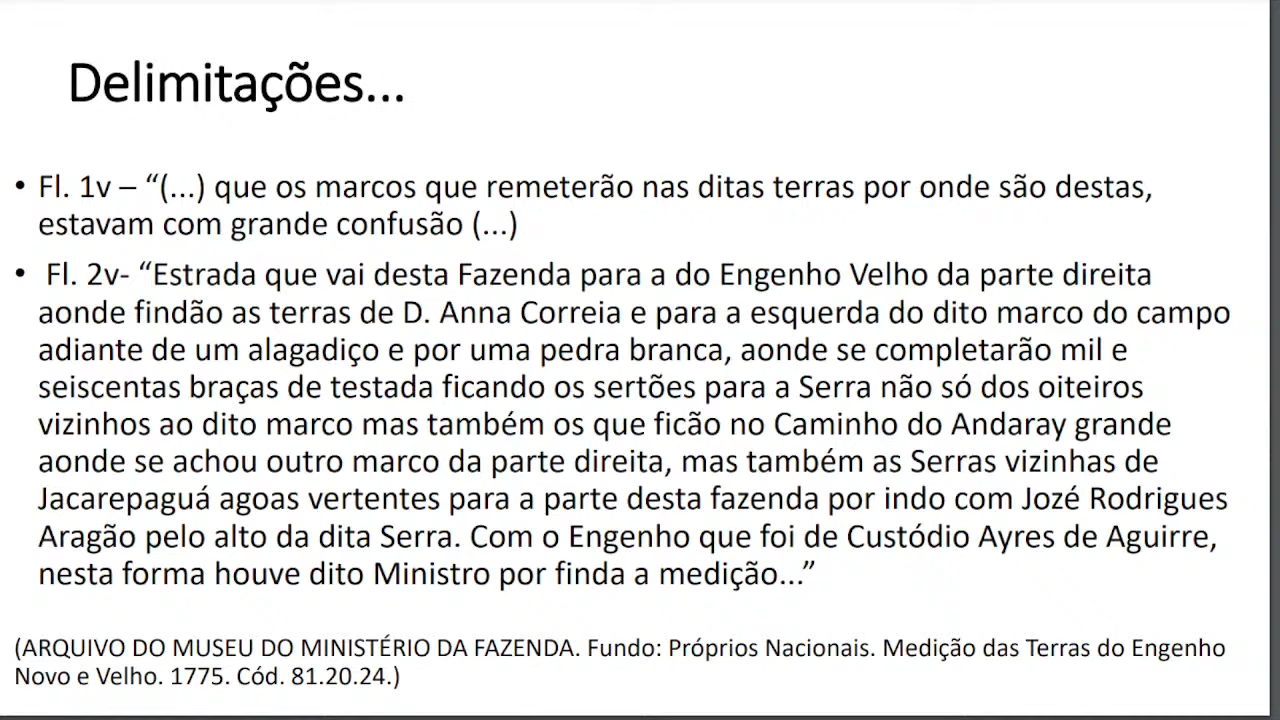 Delimitações...
• Fl. 1v – “(...) que os marcos que remeterão nas ditas terras por onde são destas,
estavam com grande confusão (...)
• Fl. 2v- “Estrada que vai desta Fazenda para a do Engenho Velho da parte direita
aonde findão as terras de D. Anna Correia e para a esquerda do dito marco do campo
adiante de um alagadiço e por uma pedra branca, aonde se completarão mil e
seiscentas braças de testada ficando os sertões para a Serra não só dos oiteiros
vizinhos ao dito marco mas também os que ficão no Caminho do Andaray grande
aonde se achou outro marco da parte direita, mas também as Serras vizinhas de
Jacarepaguá agoas vertentes para a parte desta fazenda por indo com Jozé Rodrigues
Aragão pelo alto da dita Serra. Com o Engenho que foi de Custódio Ayres de Aguirre,
nesta forma houve dito Ministro por finda a medição...”
(ARQUIVO DO MUSEU DO MINISTÉRIO DA FAZENDA. Fundo: Próprios Nacionais. Medição das Terras do Engenho
Novo e Velho. 1775. Cód. 81.20.24.)